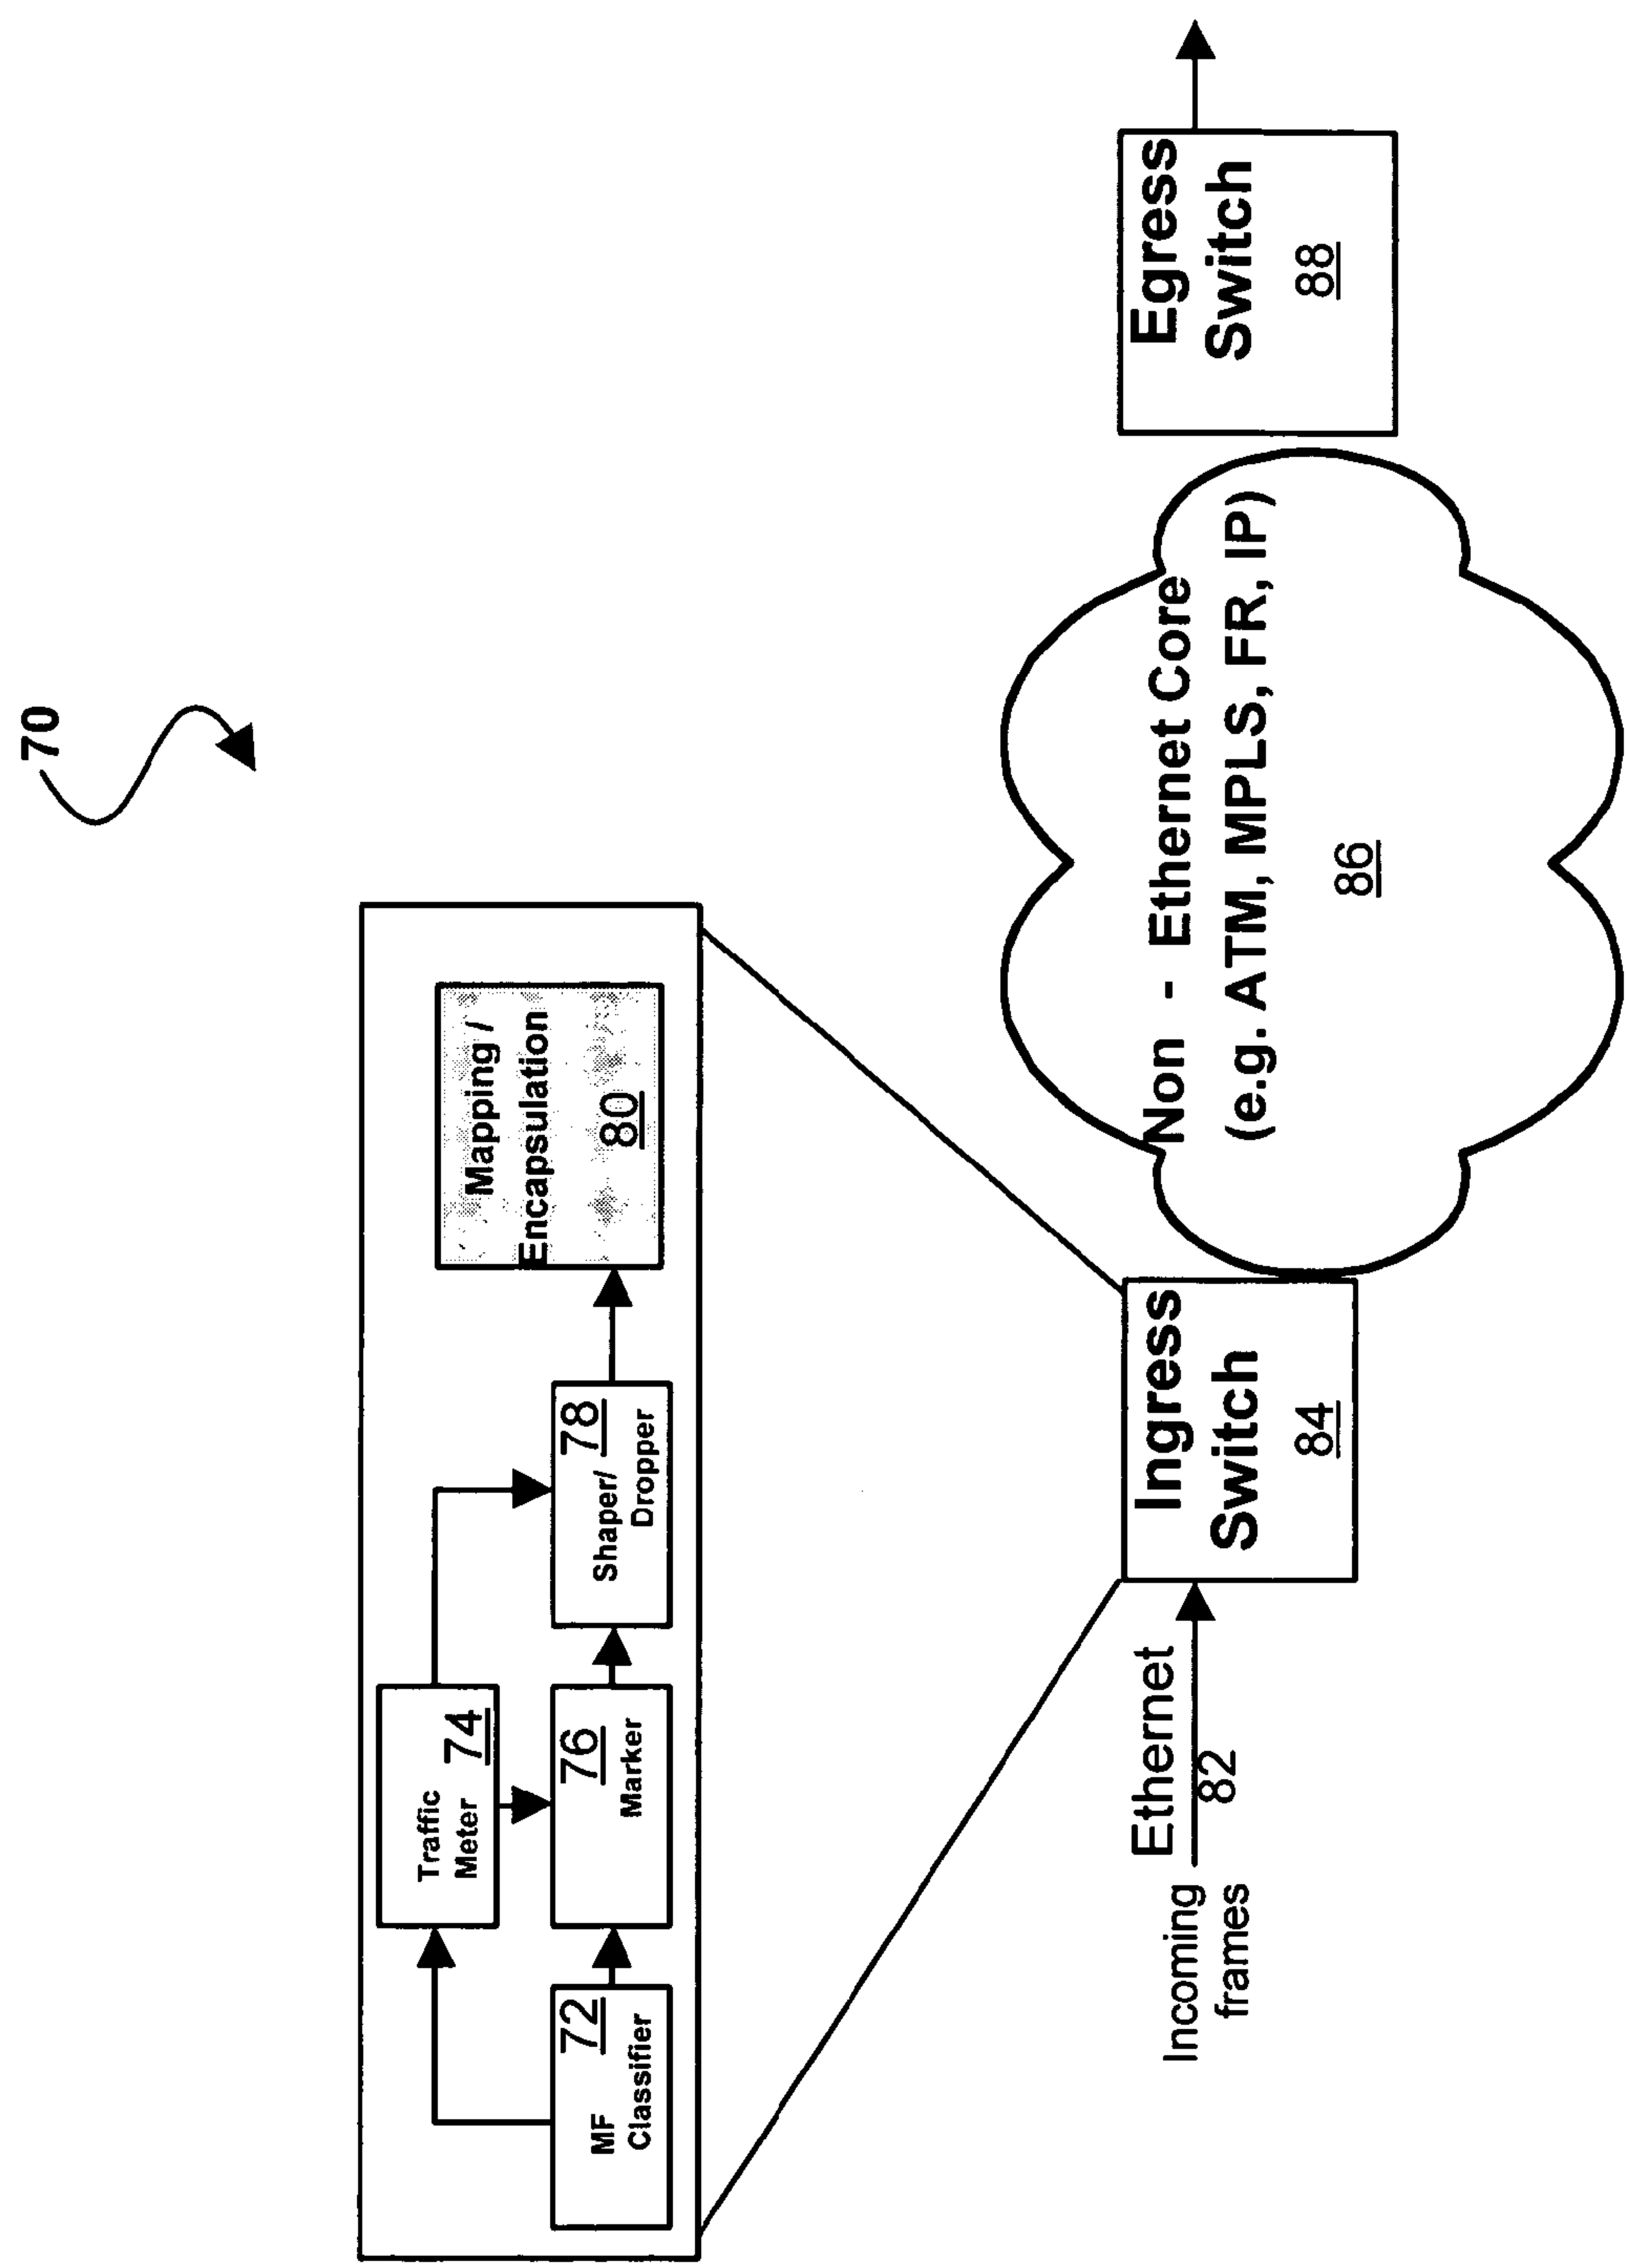 70
Traffic
Meter
74
MF
Classifier
72
76
Marker
78
Shaper/
Dropper
Mapping /
Encapsulation
80
Incoming
frames
Ethernet
82
Ingress
Switch
84
Non - Ethernet Core
(e.g. ATM, MPLS, FR, IP)
86
Egress
Switch
88